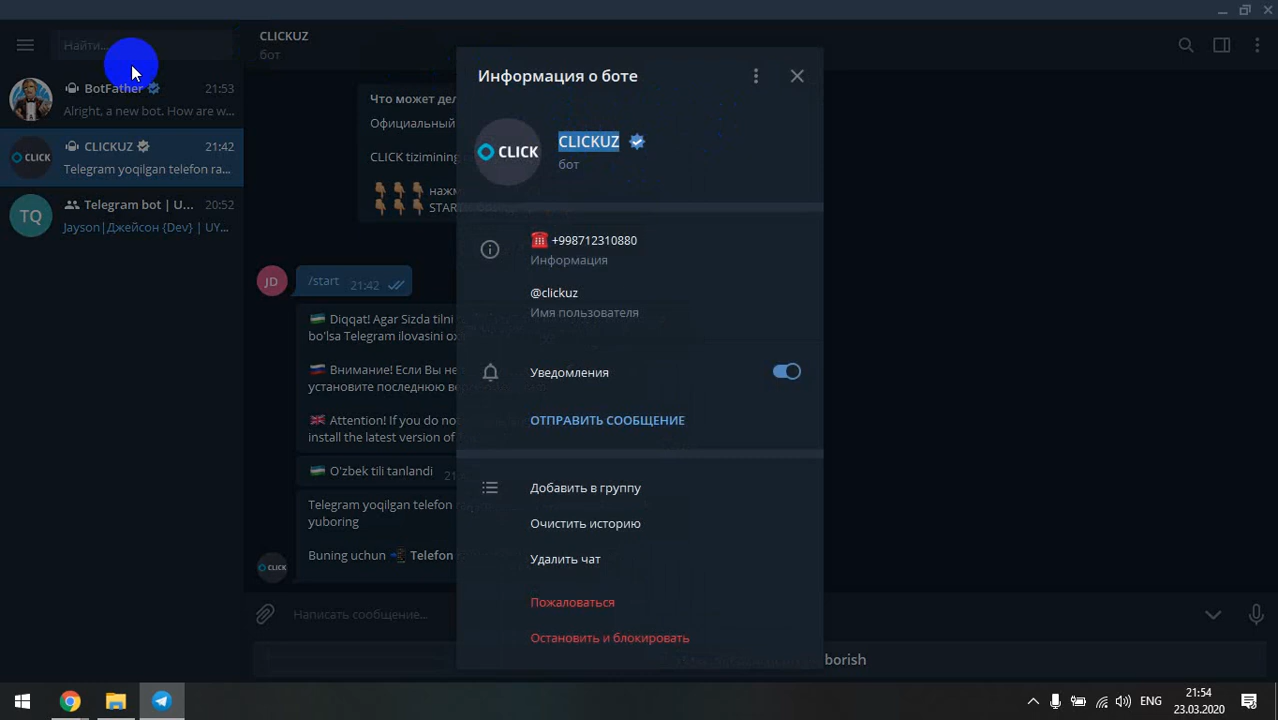 Найти...
BotFather 21:53
Alright, a new bot. How are w...
CLICKUZ 21:42
Telegram yoqilgan telefon ra...
TQ
Telegram bot | U... 20:52
Jayson|Джейсон {Dev} | UY...
CLICKUZ
бот
Что может дел
Официальный
CLICK tizimining
нажм
START
JD
/start 21:42
Diqqat! Agar Sizda tilni
bo'lsa Telegram ilovasini
Внимание! Если Вы не
установите последнюю
Attention! If you do no
install the latest version of
O'zbek tili tanlandi
Telegram yoqilgan telefon
yuboring
Buning uchun Telefon
CLICK
Написать сообщение...
borish
Информация о боте
CLICK
CLICKUZ
бот
+998712310880
Информация
@clickuz
Имя пользователя
Уведомления
ОТПРАВИТЬ СООБЩЕНИЕ
Добавить в группу
Очистить историю
Удалить чат
Пожаловаться
Остановить и блокировать
ENG
21:54
23.03.2020